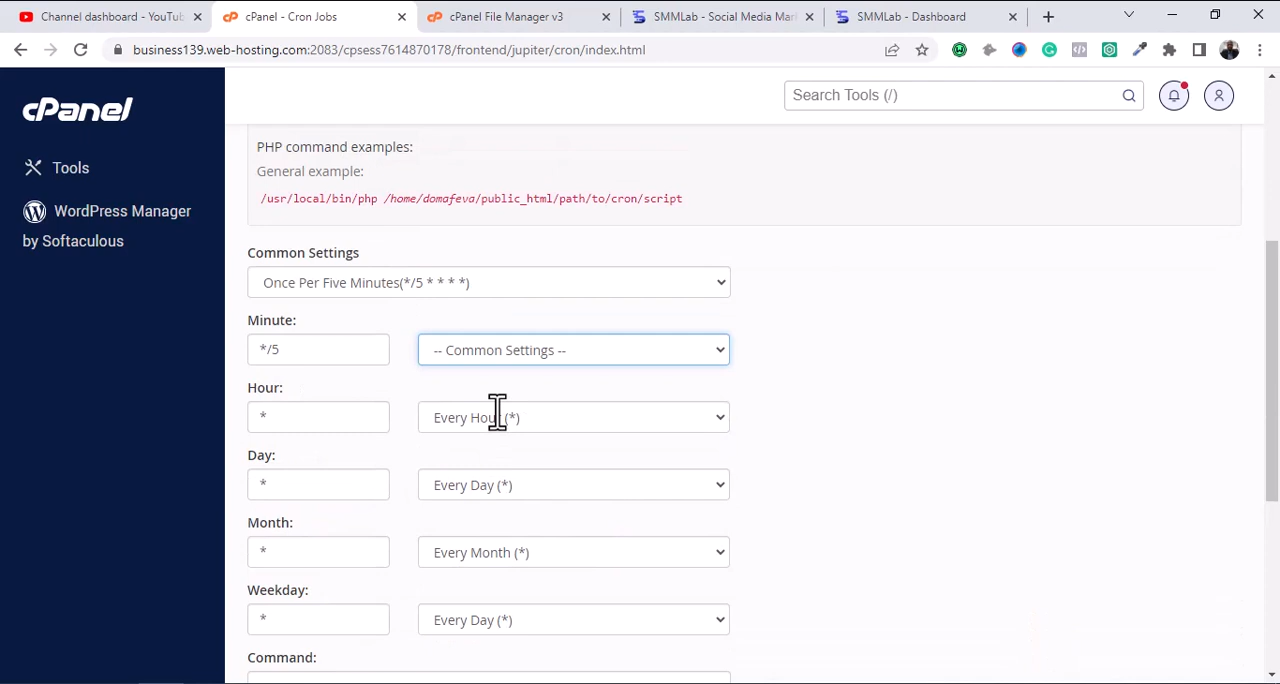 Channel dashboard - YouTub
cPanel - Cron Jobs
cPanel File Manager v3
SMMLab - Social Media Mark
SMMLab - Dashboard
business139.web-hosting.com:2083/cpsess7614870178/frontend/jupiter/cron/index.html
cPanel
Search Tools (/)
Tools
WordPress Manager
by Softaculous
PHP command examples:
General example:
/usr/local/bin/php /home/domafeva/public_html/path/to/cron/script
Common Settings
Once Per Five Minutes(*/5 * * * *)
Minute:
*/5
-- Common Settings --
Hour:
*
Every Hour (*)
Day:
*
Every Day (*)
Month:
*
Every Month (*)
Weekday:
*
Every Day (*)
Command: